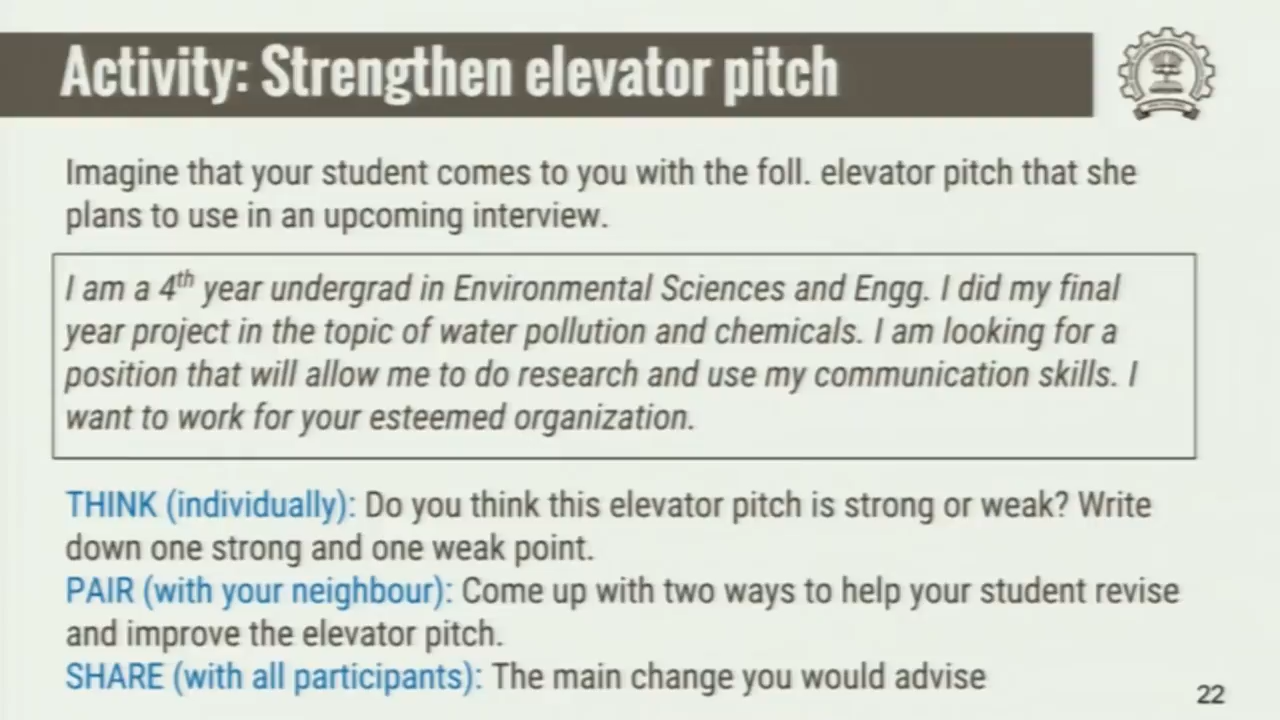 Activity: Strengthen elevator pitch
Imagine that your student comes to you with the foll. elevator pitch that she
plans to use in an upcoming interview.
I am a 4th year undergrad in Environmental Sciences and Engg. I did my final
year project in the topic of water pollution and chemicals. I am looking for a
position that will allow me to do research and use my communication skills. I
want to work for your esteemed organization.
THINK (individually): Do you think this elevator pitch is strong or weak? Write
down one strong and one weak point.
PAIR (with your neighbour): Come up with two ways to help your student revise
and improve the elevator pitch.
SHARE (with all participants): The main change you would advise
22